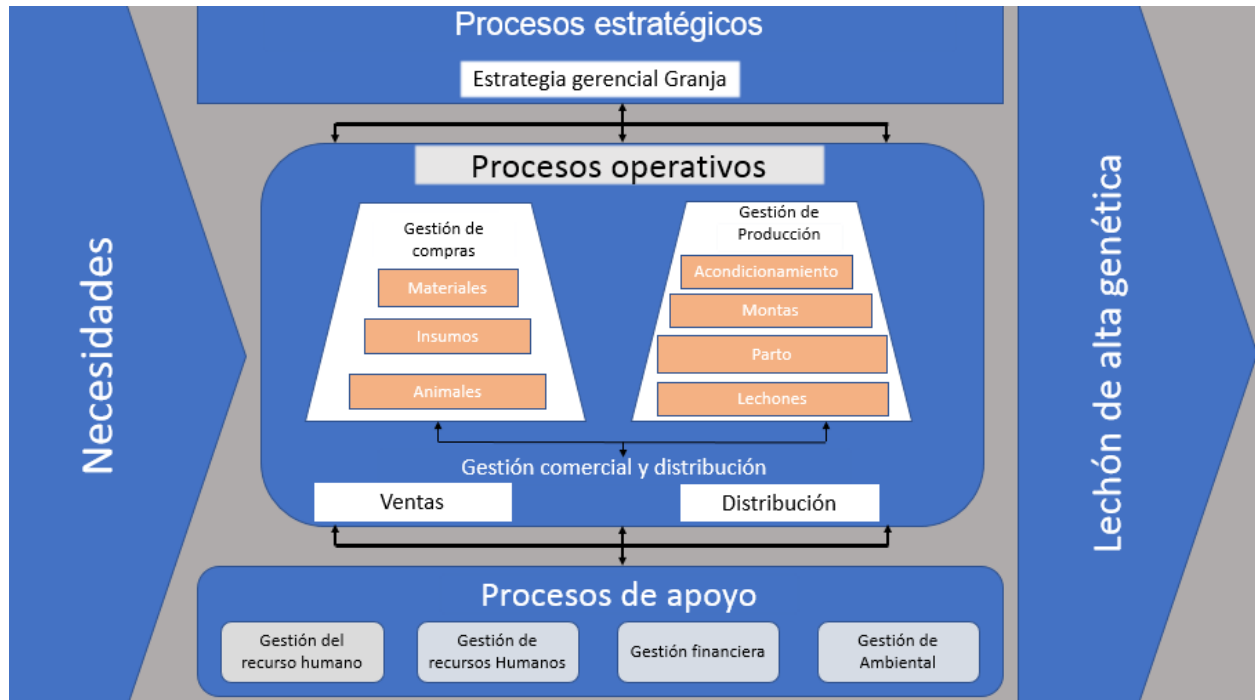 Procesos estratégicos
Estrategia gerencial Granja
Necesidades
Procesos operativos
Gestión de
compras
Materiales
Insumos
Animales
Gestión de
Producción
Acondicionamiento
Montas
Parto
Lechones
Gestión comercial y distribución
Ventas
Distribución
Procesos de apoyo
Gestión del
recurso humano
Gestión de
recursos Humanos
Gestión financiera
Gestión de
Ambiental
Lechón de alta genética